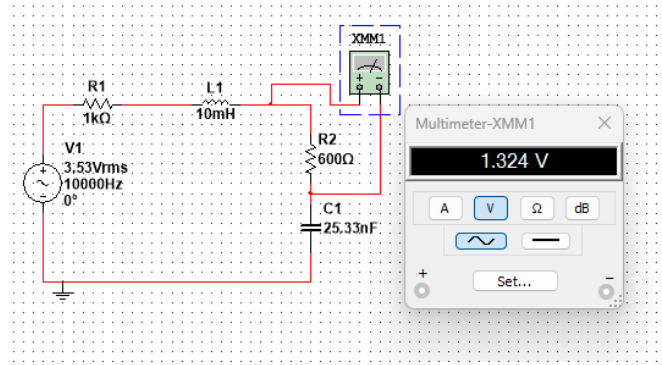 XMM1
R1
1kΩ
L1
10mH
V1
3.53Vrms
10000Hz
0°
R2
600Ω
C1
25.33nF
Multimeter-XMM1
1.324 V
A V Ω dB
+ Set... −